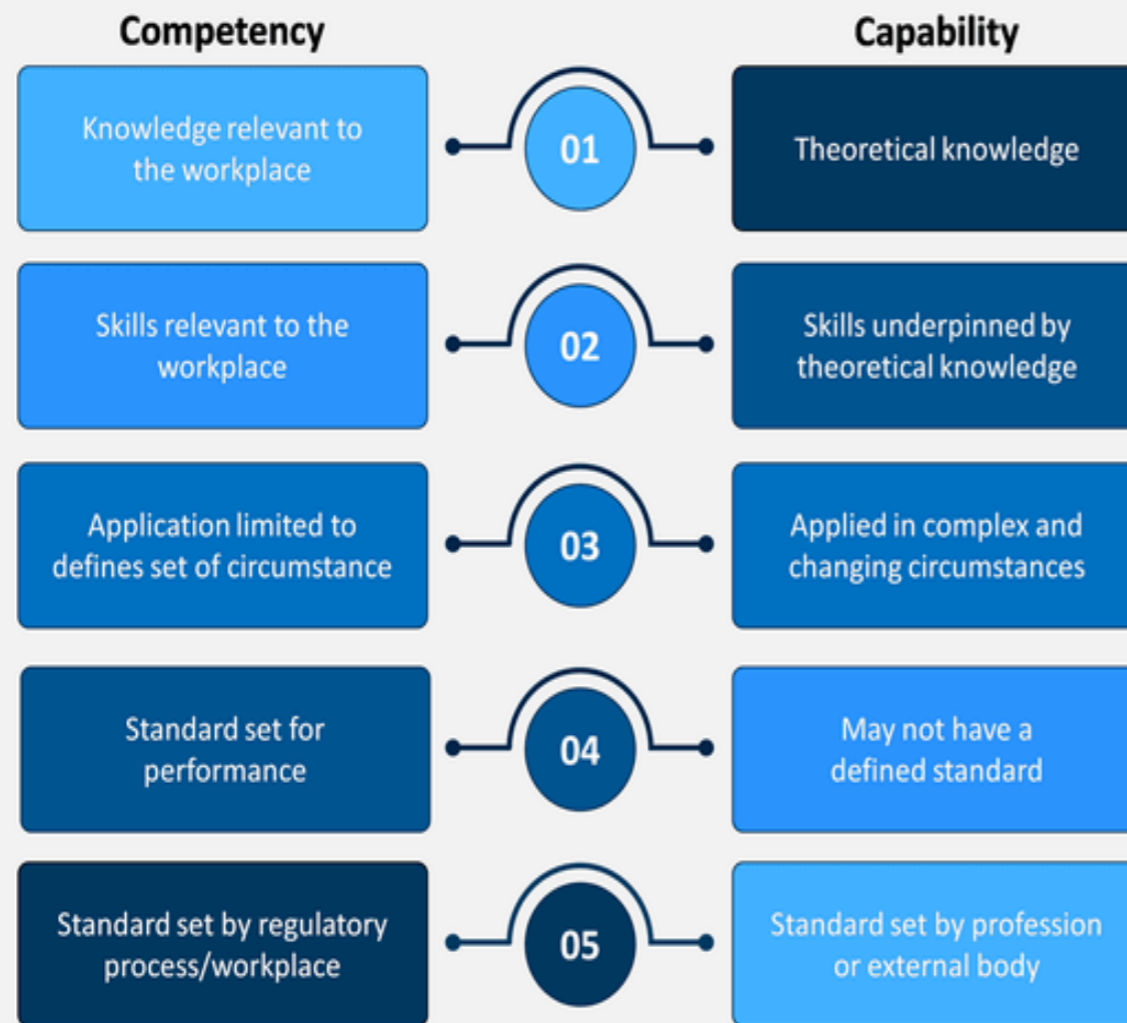 Competency
Capability
Knowledge relevant to
the workplace
01
Theoretical knowledge
Skills relevant to the
workplace
02
Skills underpinned by
theoretical knowledge
Application limited to
defines set of circumstance
03
Applied in complex and
changing circumstances
Standard set for
performance
04
May not have a
defined standard
Standard set by regulatory
process/workplace
05
Standard set by profession
or external body